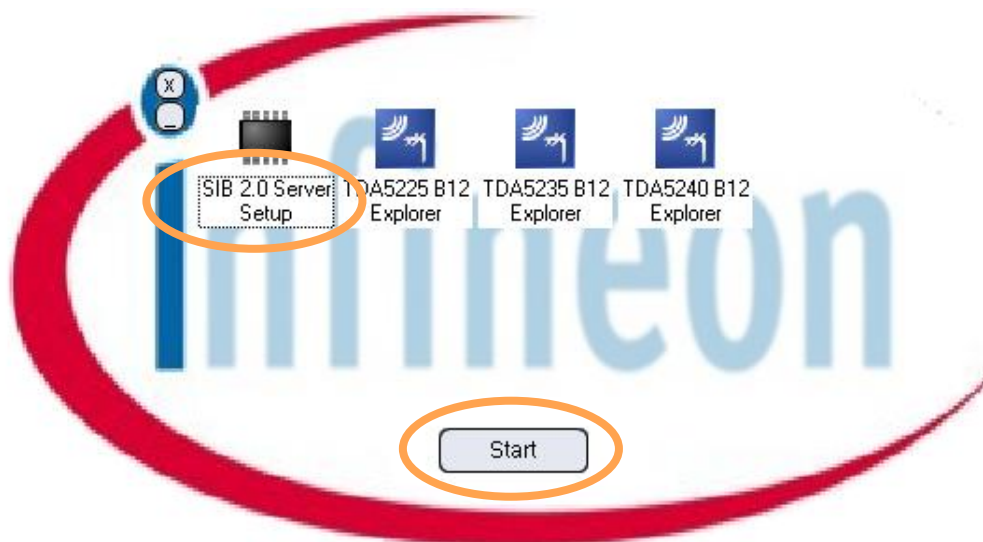 X
_
SIB 2.0 Server
Setup
TDA5225 B12
Explorer
TDA5235 B12
Explorer
TDA5240 B12
Explorer
infineon
Start